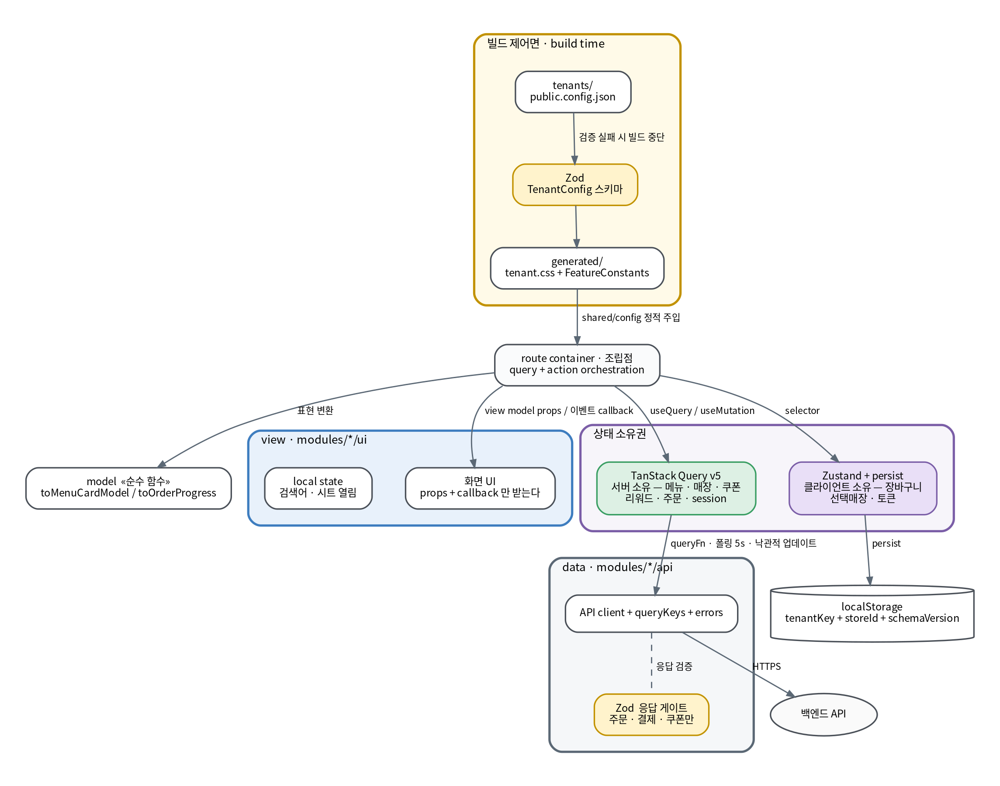 빌드 제어면 · build time
tenants/
public.config.json
검증 실패 시 빌드 중단
Zod
TenantConfig 스키마
generated/
tenant.css + FeatureConstants
shared/config 정적 주입
route container · 조립점
query + action orchestration
표현 변환
view model props / 이벤트 callback
useQuery / useMutation
selector
model «순수 함수»
toMenuCardModel / toOrderProgress
view · modules/*/ui
local state
검색어 · 시트 열림
화면 UI
props + callback 만 받는다
상태 소유권
TanStack Query v5
서버 소유 — 메뉴 · 매장 · 쿠폰
리워드 · 주문 · session
Zustand + persist
클라이언트 소유 — 장바구니
선택매장 · 토큰
queryFn · 폴링 5s · 낙관적 업데이트
persist
data · modules/*/api
API client + queryKeys + errors
localStorage
tenantKey + storeId + schemaVersion
응답 검증
HTTPS
Zod 응답 게이트
주문 · 결제 · 쿠폰만
백엔드 API